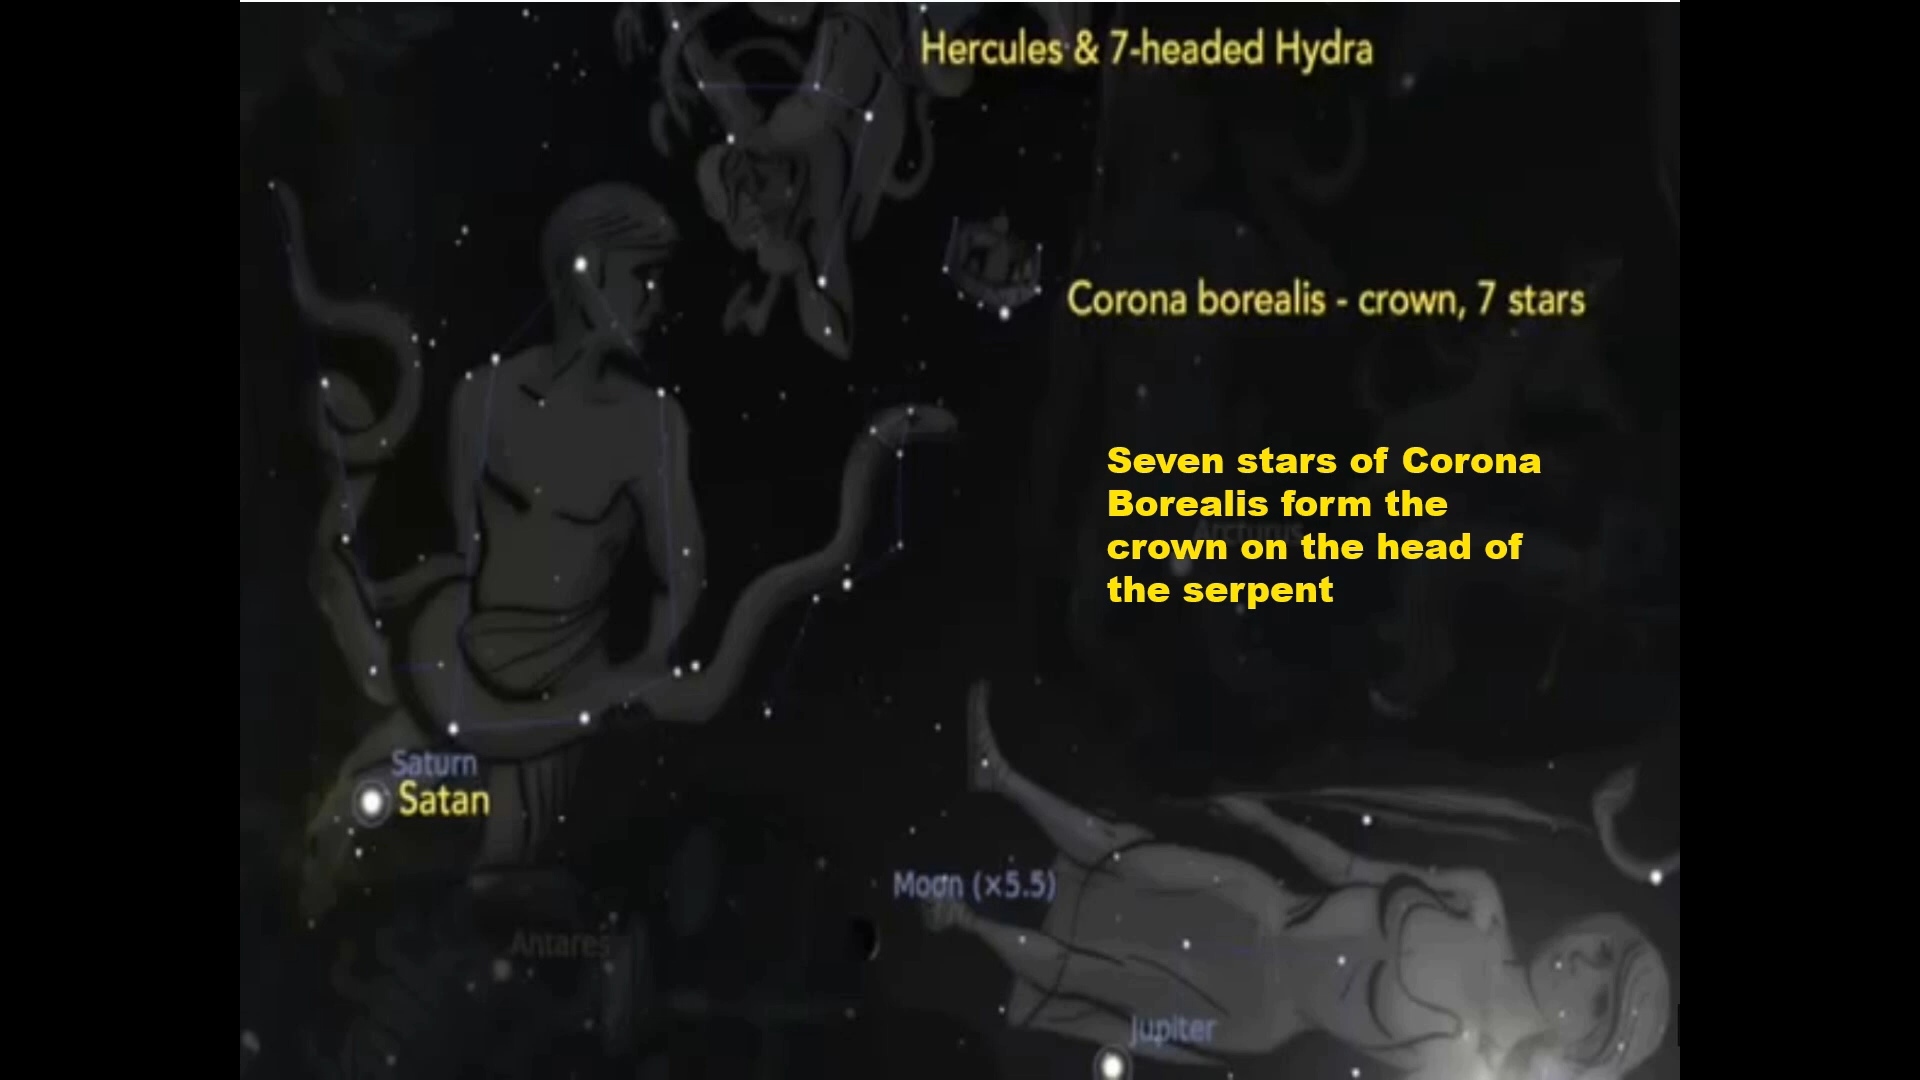 Hercules & 7-headed Hydra
Corona borealis - crown, 7 stars
Seven stars of Corona
Borealis form the
crown on the head of
the serpent
Arcturus
Saturn
Satan
Moon (×5.5)
Antares
Jupiter